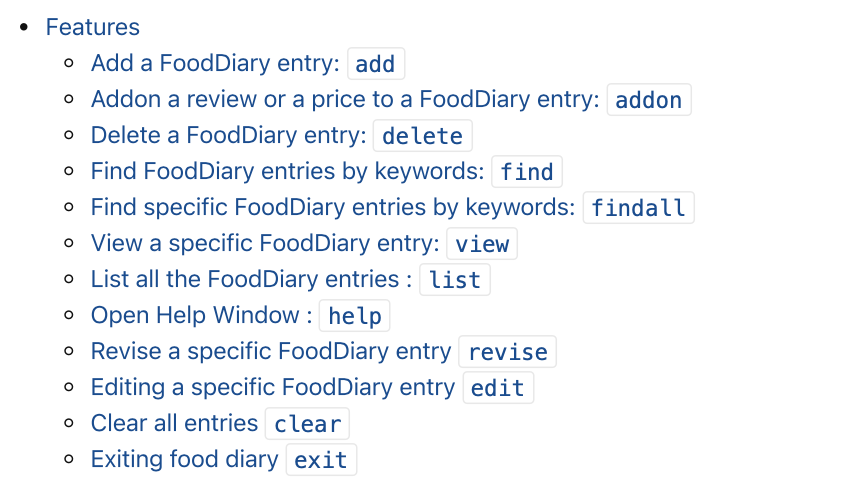 Features
Add a FoodDiary entry: add
Addon a review or a price to a FoodDiary entry: addon
Delete a FoodDiary entry: delete
Find FoodDiary entries by keywords: find
Find specific FoodDiary entries by keywords: findall
View a specific FoodDiary entry: view
List all the FoodDiary entries : list
Open Help Window : help
Revise a specific FoodDiary entry revise
Editing a specific FoodDiary entry edit
Clear all entries clear
Exiting food diary exit